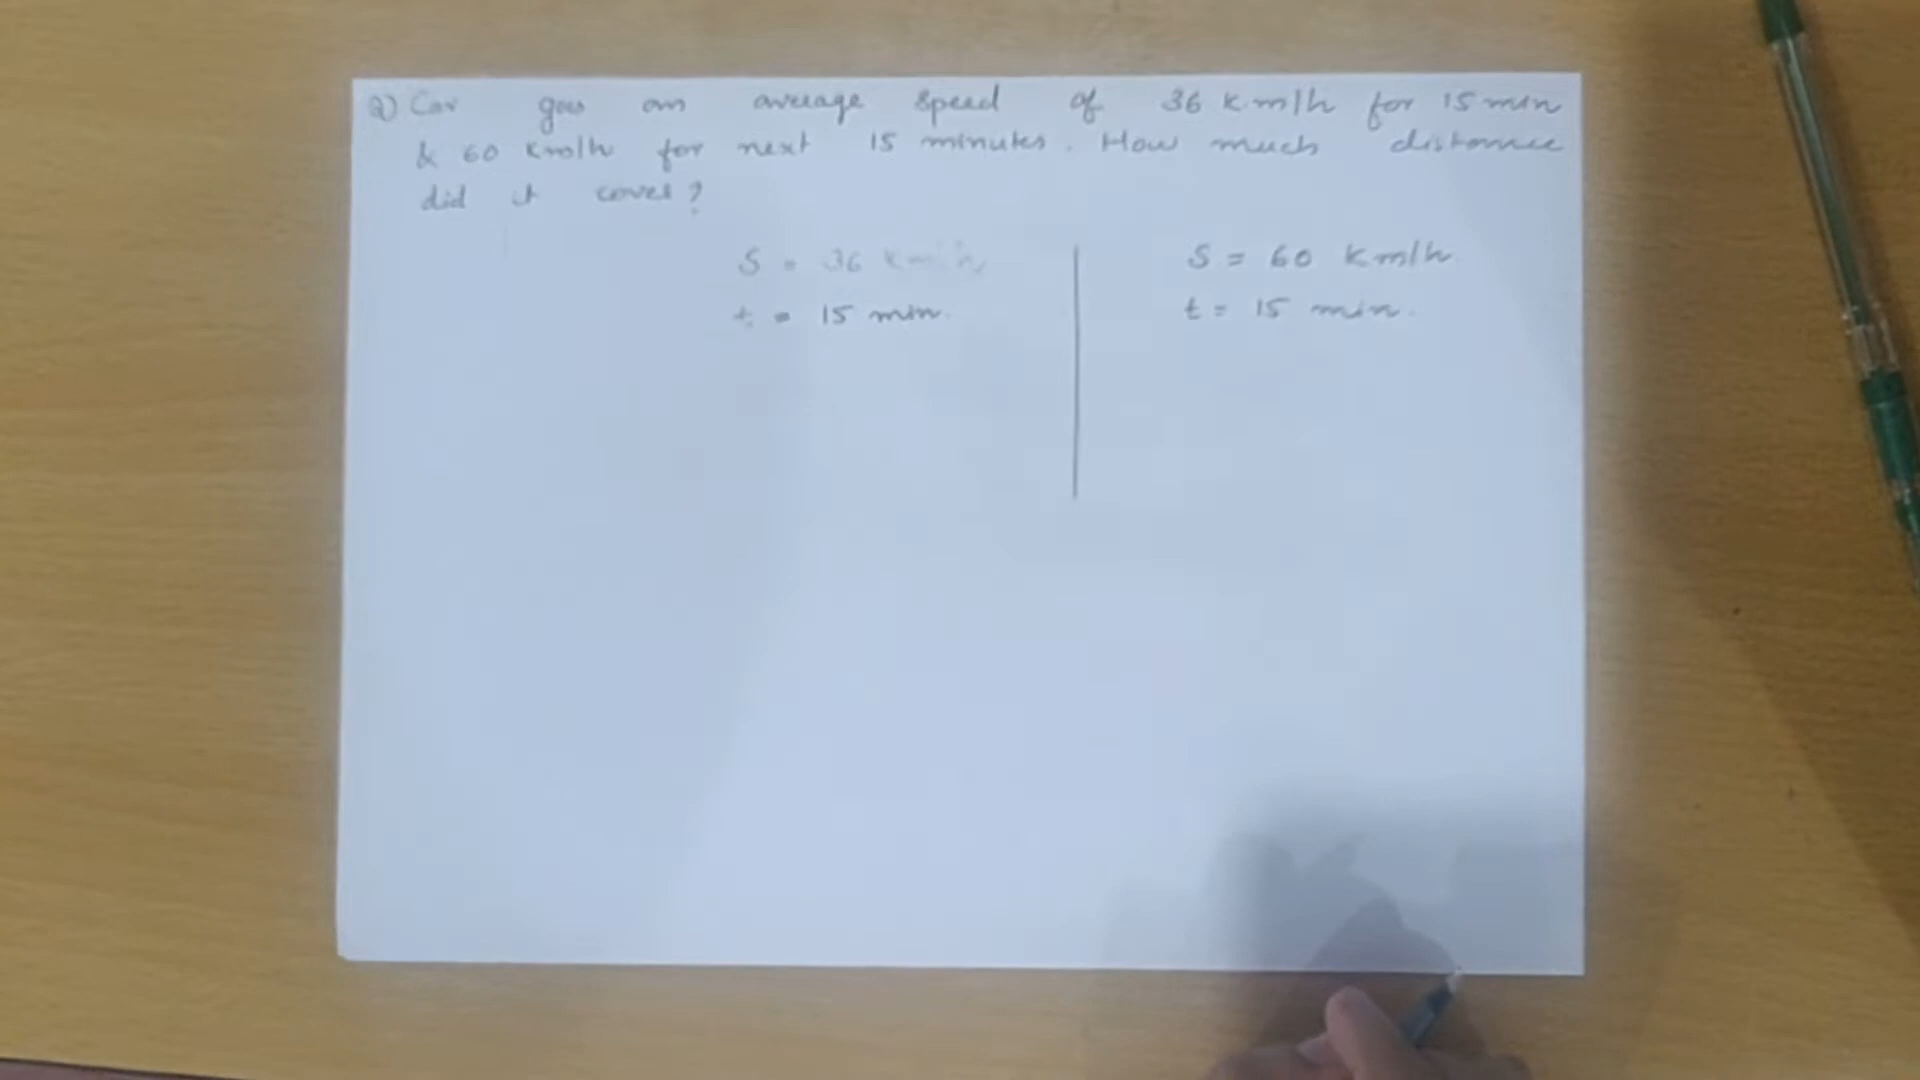 Q) Car goes an average speed of 36 km/h for 15 min
& 60 km/h for next 15 minutes. How much distance
did it cover?
S = 36 km/h
t = 15 min.
S = 60 km/h
t = 15 min.